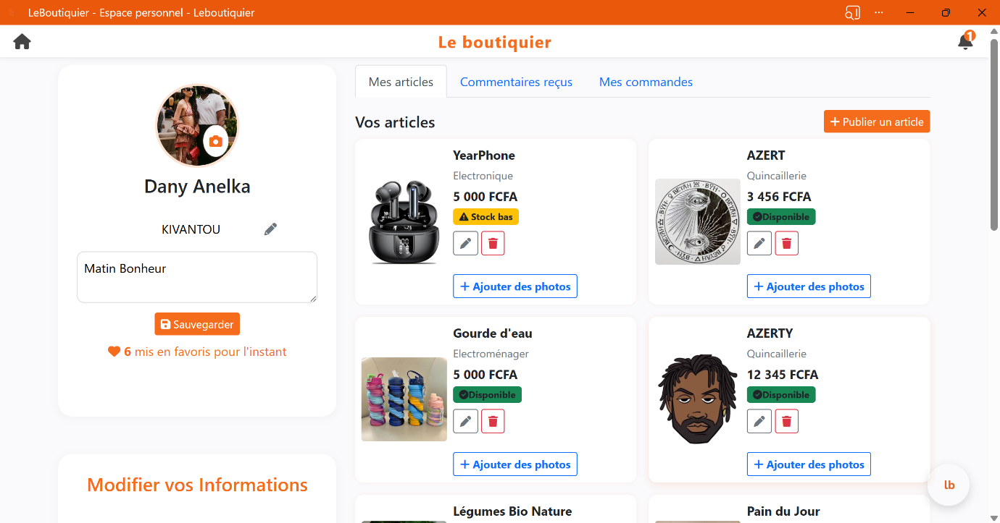 LeBoutiquier - Espace personnel - Leboutiquier
Le boutiquier
1
Dany Anelka
KIVANTOU
Matin Bonheur
Sauvegarder
6 mis en favoris pour l'instant
Modifier vos Informations
Mes articles
Commentaires reçus
Mes commandes
Vos articles
+ Publier un article
YearPhone
Electronique
5 000 FCFA
Stock bas
+ Ajouter des photos
AZERT
Quincaillerie
3 456 FCFA
Disponible
+ Ajouter des photos
Gourde d'eau
Electroménager
5 000 FCFA
Disponible
+ Ajouter des photos
AZERTY
Quincaillerie
12 345 FCFA
Disponible
+ Ajouter des photos
Légumes Bio Nature
Pain du Jour
lb